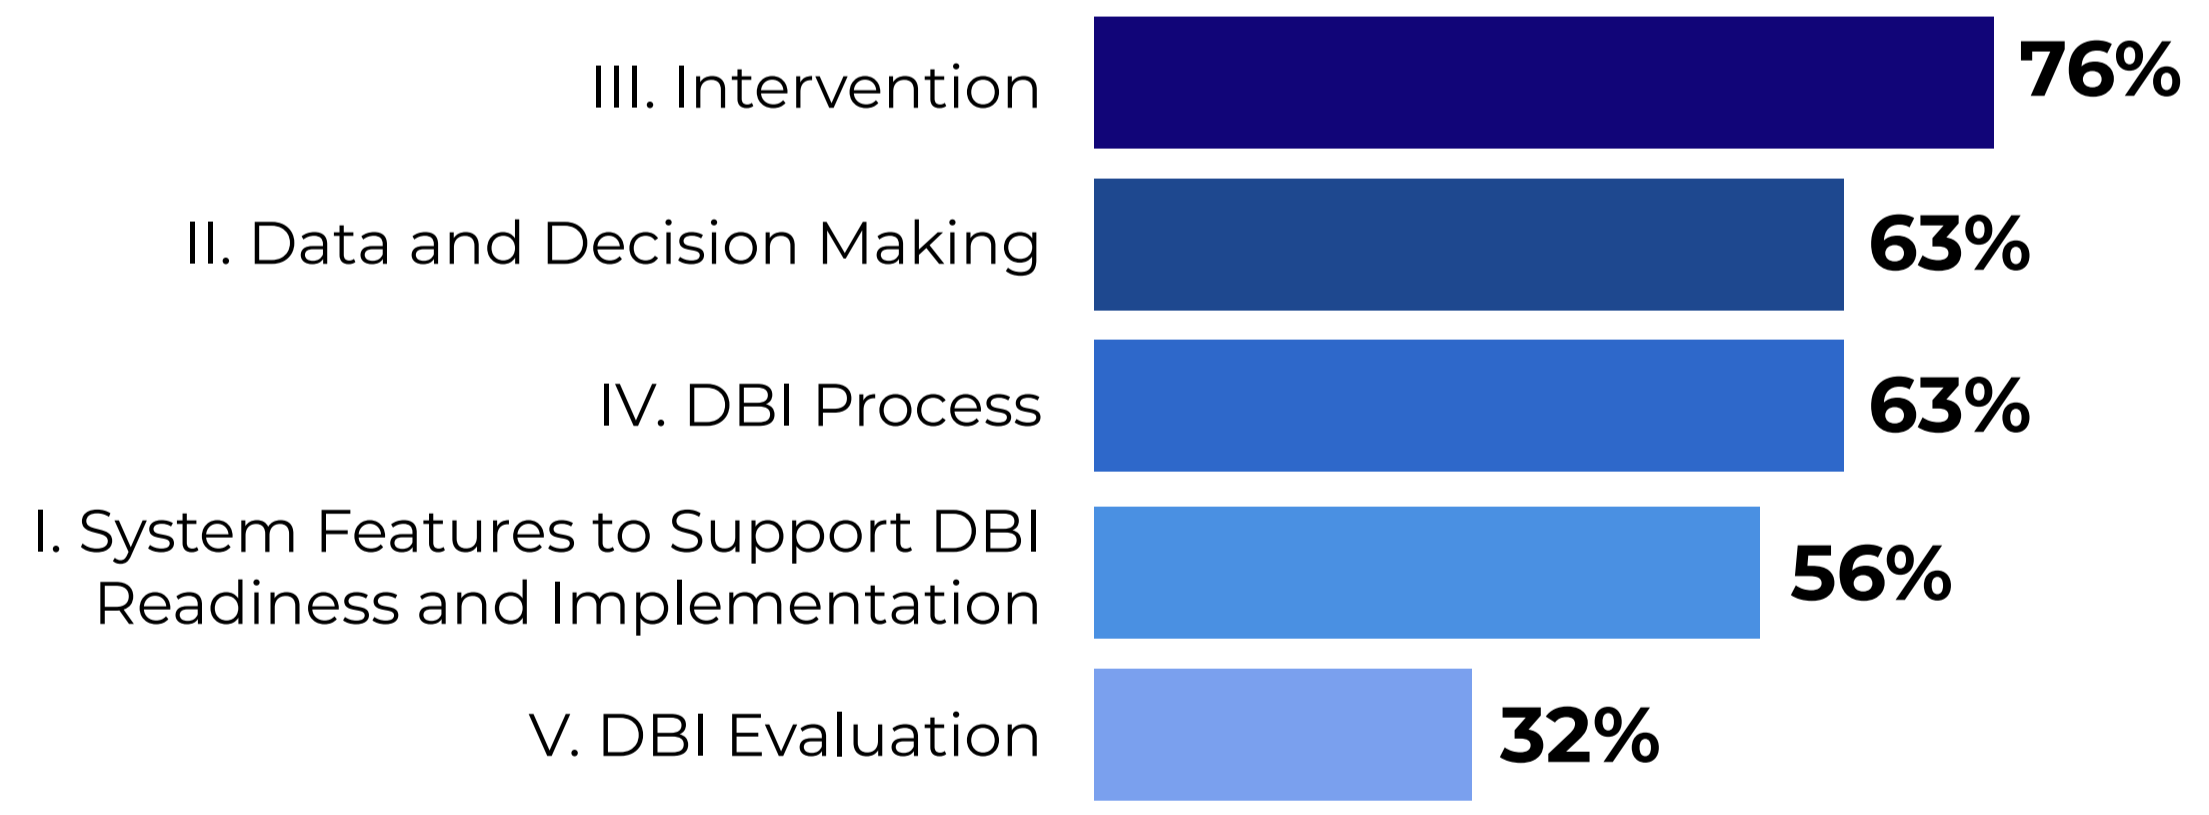 III. Intervention
76%
II. Data and Decision Making
63%
IV. DBI Process
63%
I. System Features to Support DBI
Readiness and Implementation
56%
V. DBI Evaluation
32%